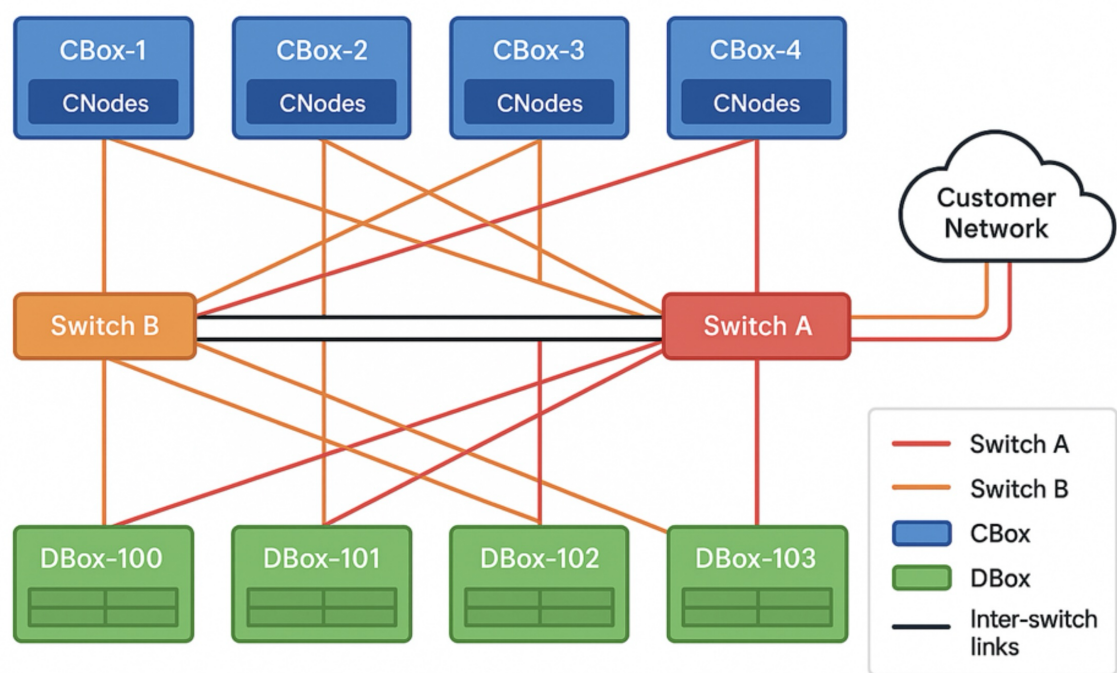 CBox-1
CNodes
CBox-2
CNodes
CBox-3
CNodes
CBox-4
CNodes
Customer
Network
Switch B
Switch A
DBox-100
DBox-101
DBox-102
DBox-103
Switch A
Switch B
CBox
DBox
Inter-switch
links